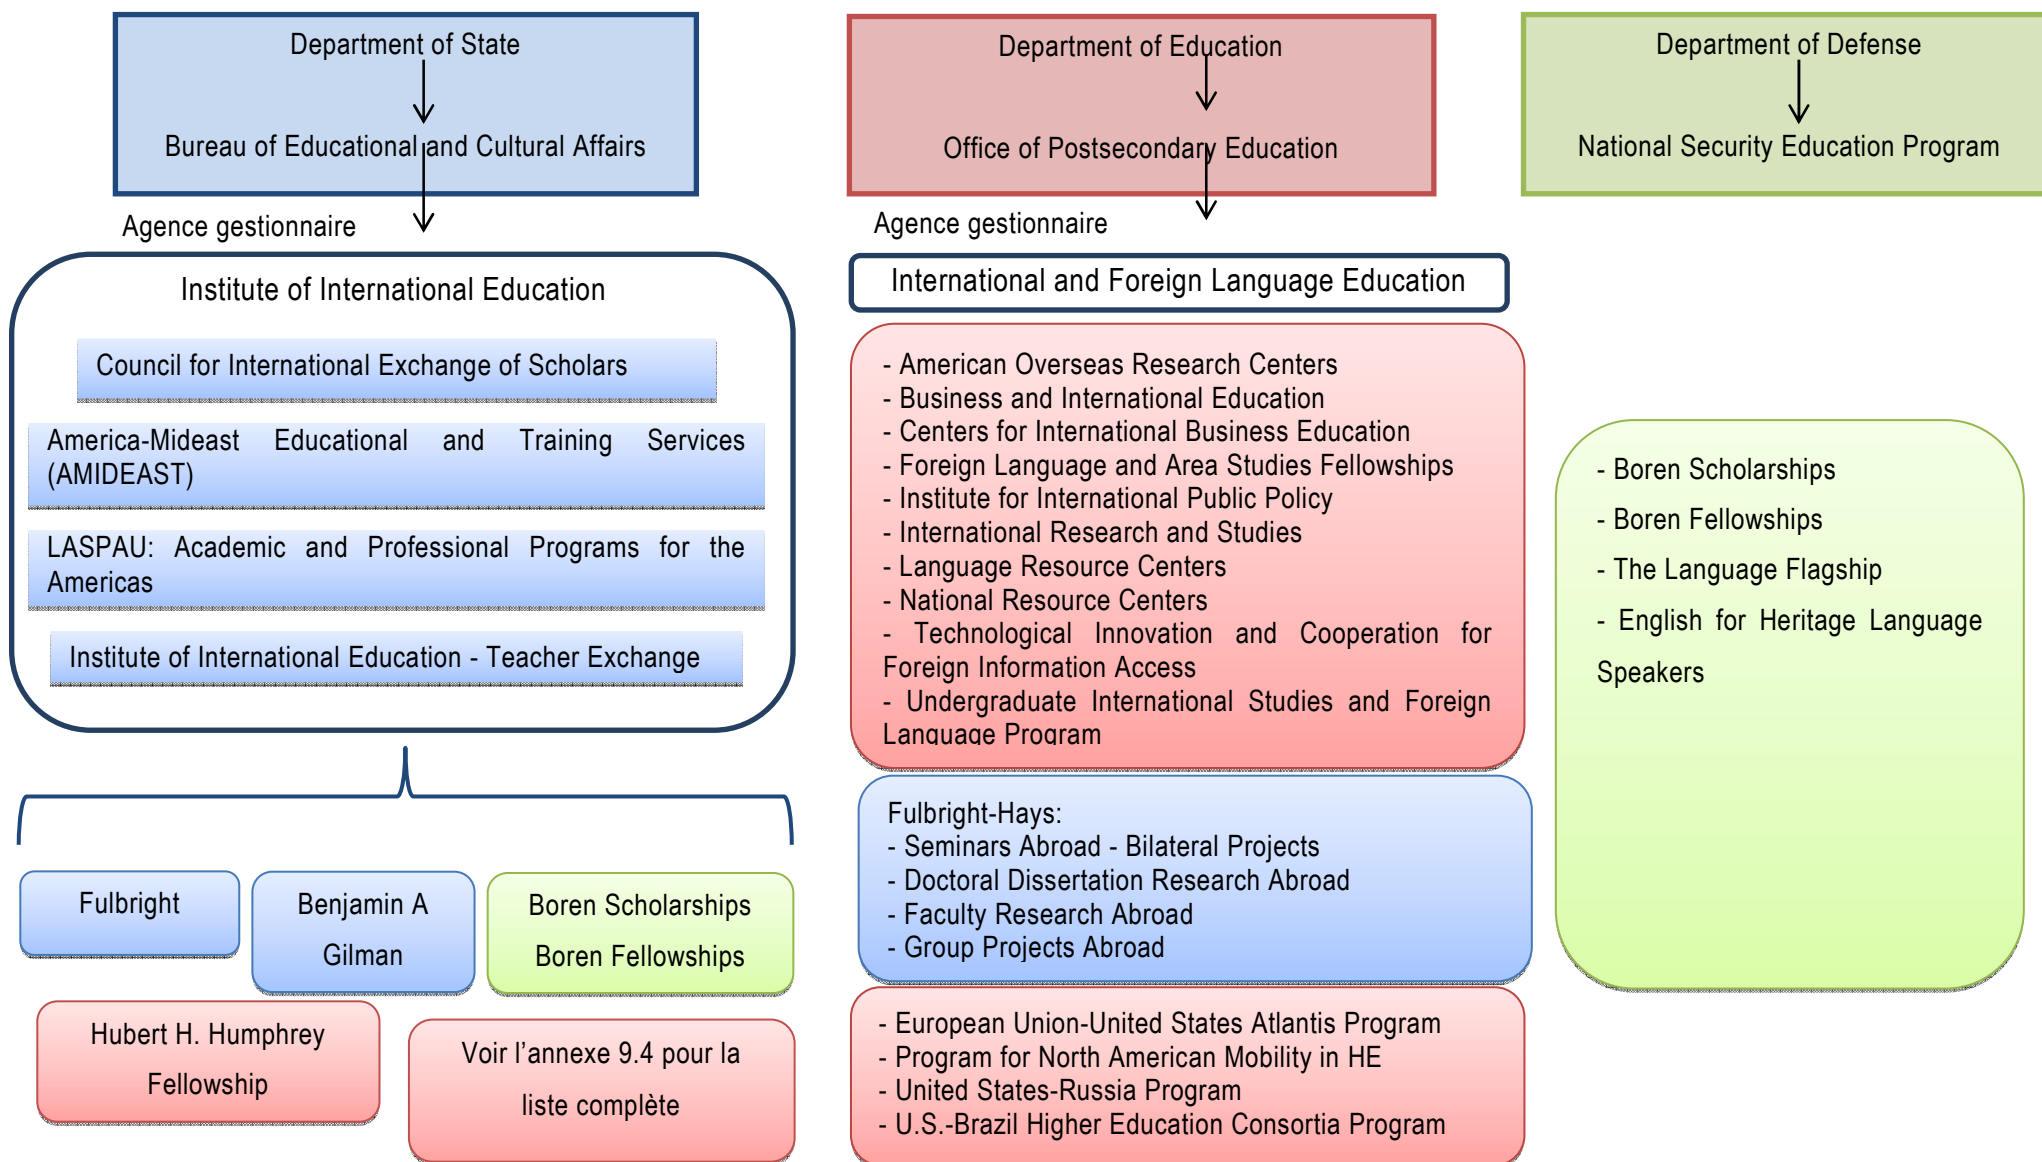 Department of State
Bureau of Educational and Cultural Affairs
Agence gestionnaire
Institute of International Education
Council for International Exchange of Scholars
America-Mideast Educational and Training Services
(AMIDEAST)
LASPAU: Academic and Professional Programs for the
Americas
Institute of International Education - Teacher Exchange
Fulbright
Benjamin A
Gilman
Boren Scholarships
Boren Fellowships
Hubert H. Humphrey
Fellowship
Voir l’annexe 9.4 pour la
liste complète
Department of Education
Office of Postsecondary Education
Agence gestionnaire
International and Foreign Language Education
- American Overseas Research Centers
- Business and International Education
- Centers for International Business Education
- Foreign Language and Area Studies Fellowships
- Institute for International Public Policy
- International Research and Studies
- Language Resource Centers
- National Resource Centers
- Technological Innovation and Cooperation for
Foreign Information Access
- Undergraduate International Studies and Foreign
Language Program
Fulbright-Hays:
- Seminars Abroad - Bilateral Projects
- Doctoral Dissertation Research Abroad
- Faculty Research Abroad
- Group Projects Abroad
- European Union-United States Atlantis Program
- Program for North American Mobility in HE
- United States-Russia Program
- U.S.-Brazil Higher Education Consortia Program
Department of Defense
National Security Education Program
- Boren Scholarships
- Boren Fellowships
- The Language Flagship
- English for Heritage Language
Speakers